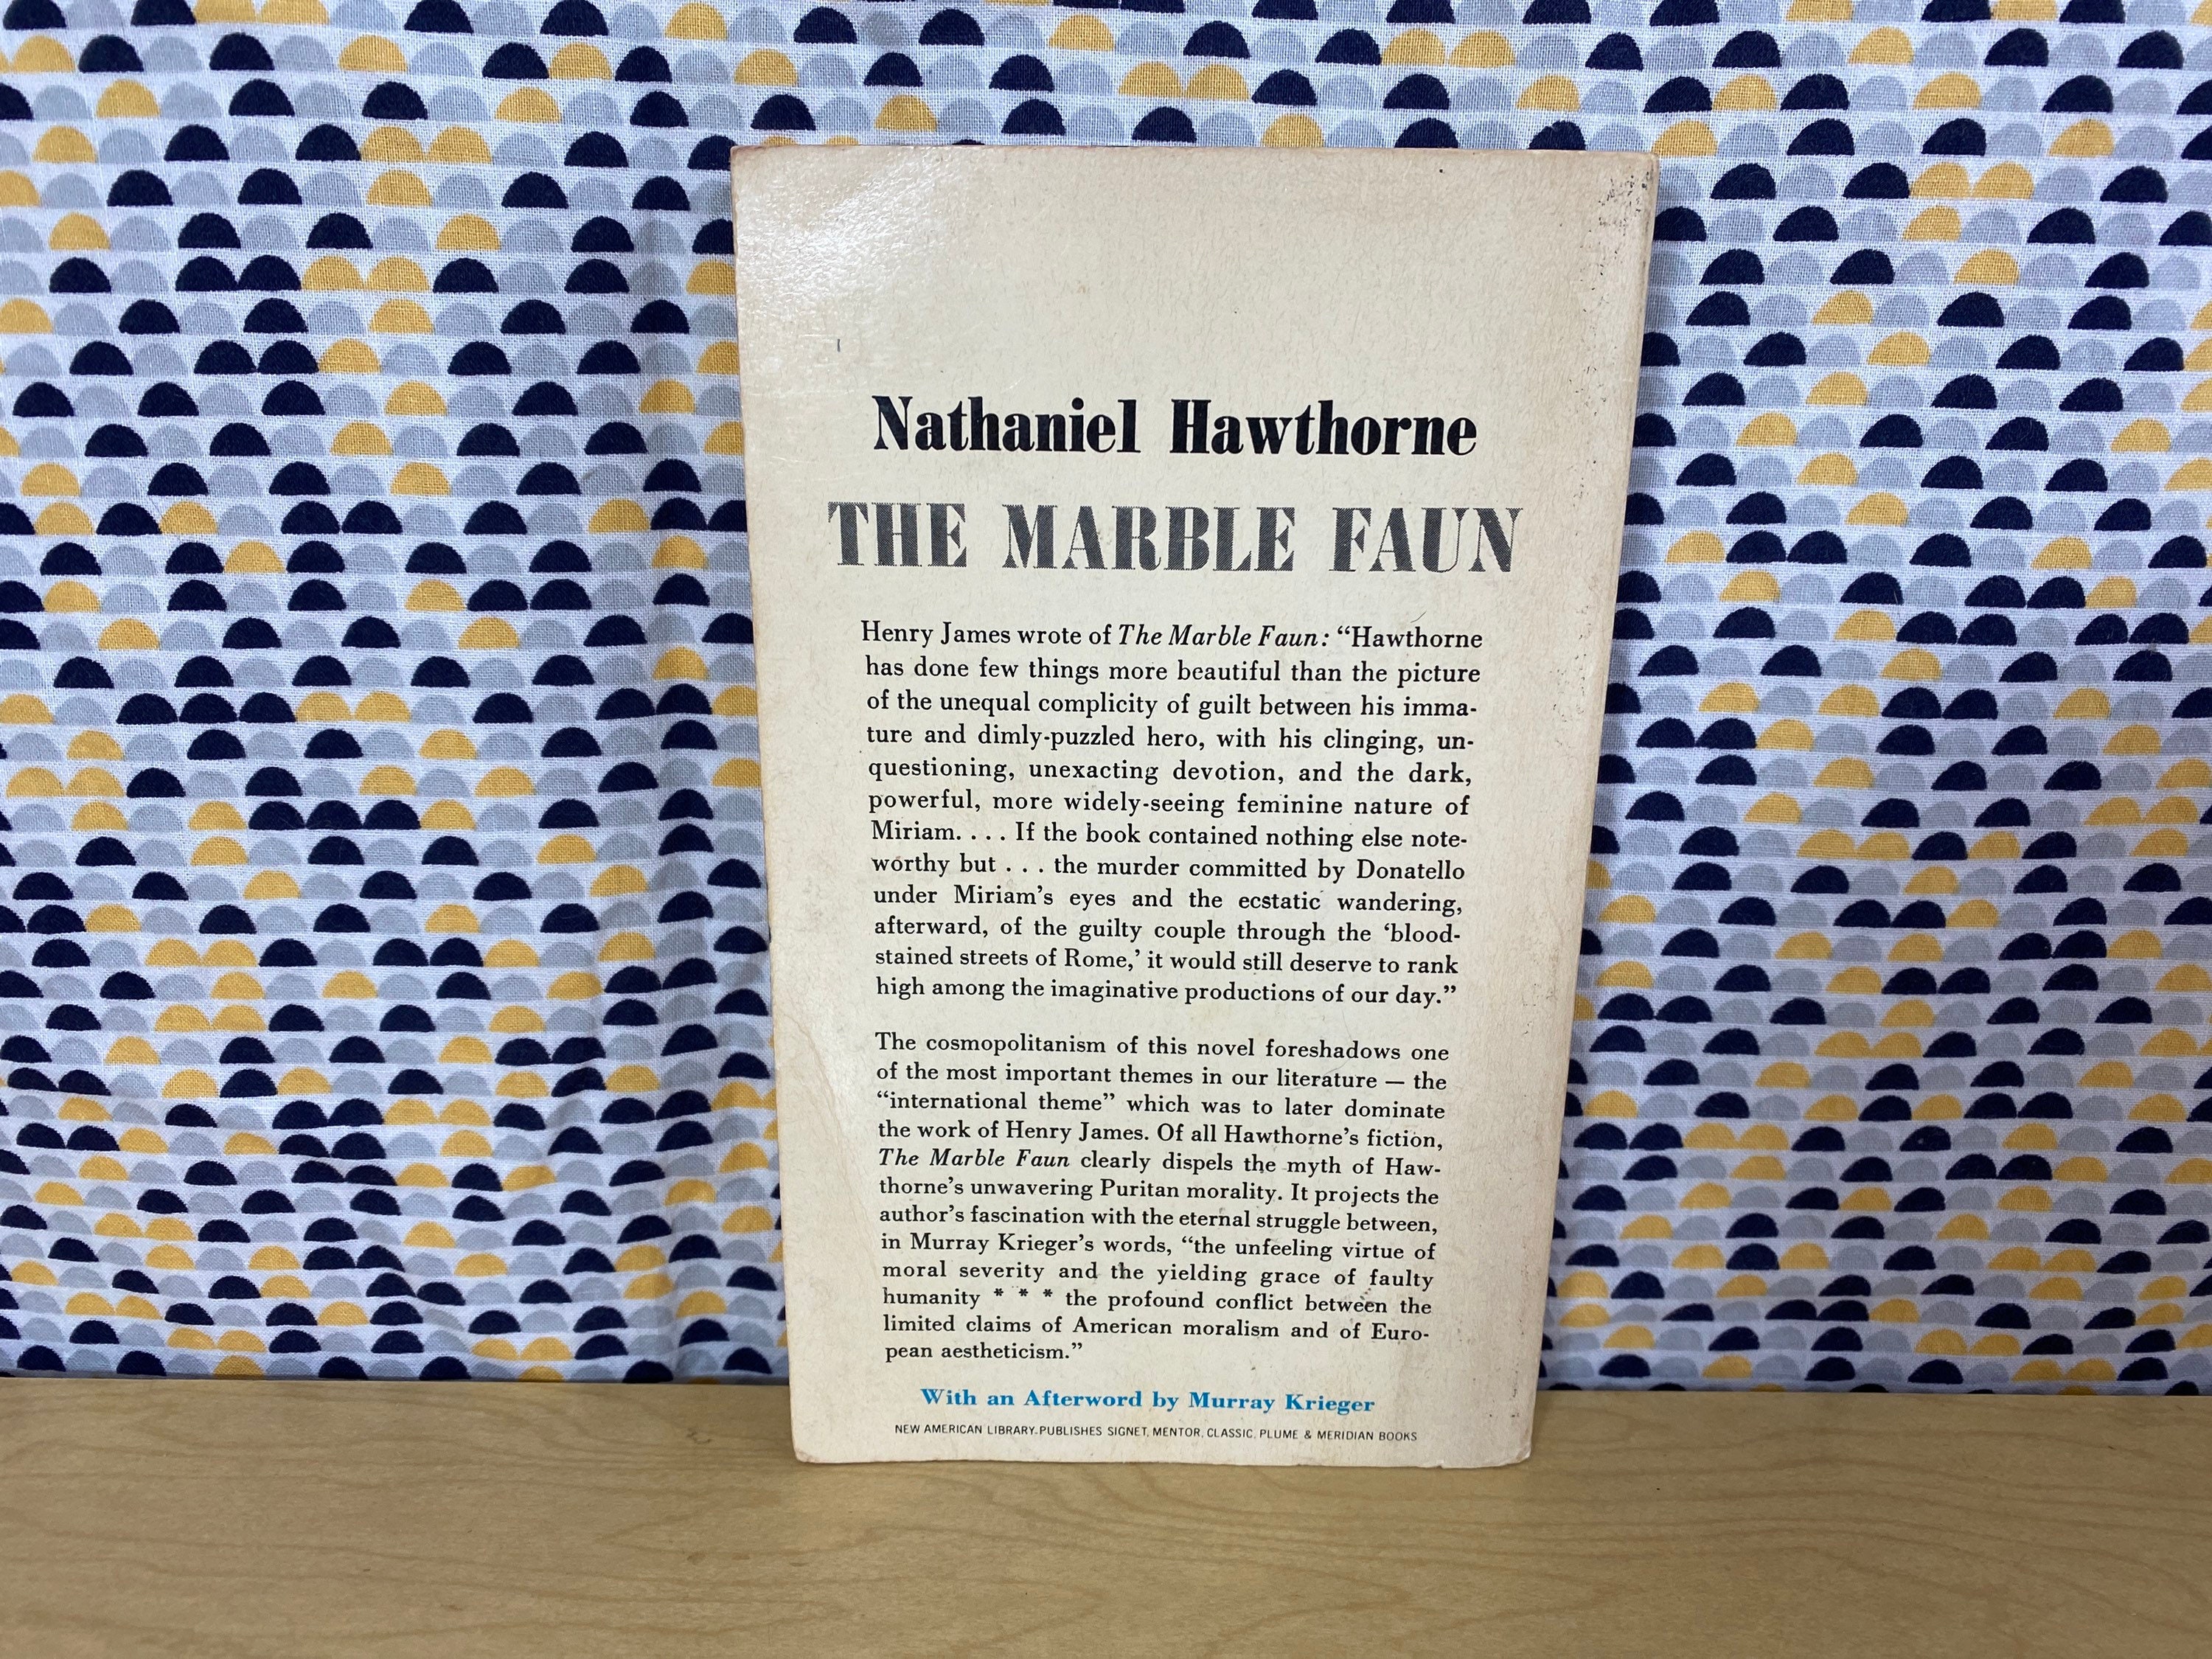 Nathaniel Hawthorne
THE MARBLE FAUN
Henry James wrote of The Marble Faun: “Hawthorne
has done few things more beautiful than the picture
of the unequal complicity of guilt between his imma-
ture and dimly-puzzled hero, with his clinging, un-
questioning, unexacting devotion, and the dark,
powerful, more widely-seeing feminine nature of
Miriam. . . . If the book contained nothing else note-
worthy but . . . the murder committed by Donatello
under Miriam’s eyes and the ecstatic wandering,
afterward, of the guilty couple through the ‘blood-
stained streets of Rome,’ it would still deserve to rank
high among the imaginative productions of our day.”
The cosmopolitanism of this novel foreshadows one
of the most important themes in our literature — the
“international theme” which was to later dominate
the work of Henry James. Of all Hawthorne’s fiction,
The Marble Faun clearly dispels the myth of Haw-
thorne’s unwavering Puritan morality. It projects the
author’s fascination with the eternal struggle between,
in Murray Krieger’s words, “the unfeeling virtue of
moral severity and the yielding grace of faulty
humanity * * * the profound conflict between the
limited claims of American moralism and of Euro-
pean aestheticism.”
With an Afterword by Murray Krieger
NEW AMERICAN LIBRARY PUBLISHES SIGNET, MENTOR, CLASSIC, PLUME & MERIDIAN BOOKS